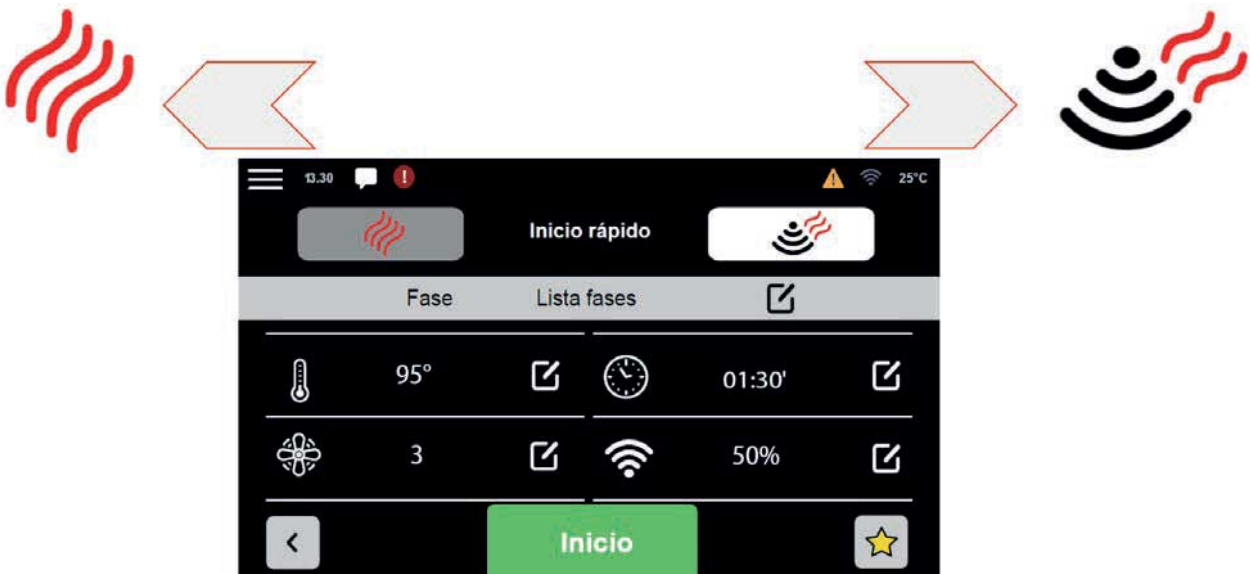 13.30 25°C
Inicio rápido
Fase Lista fases
95° 01:30'
3 50%
Inicio